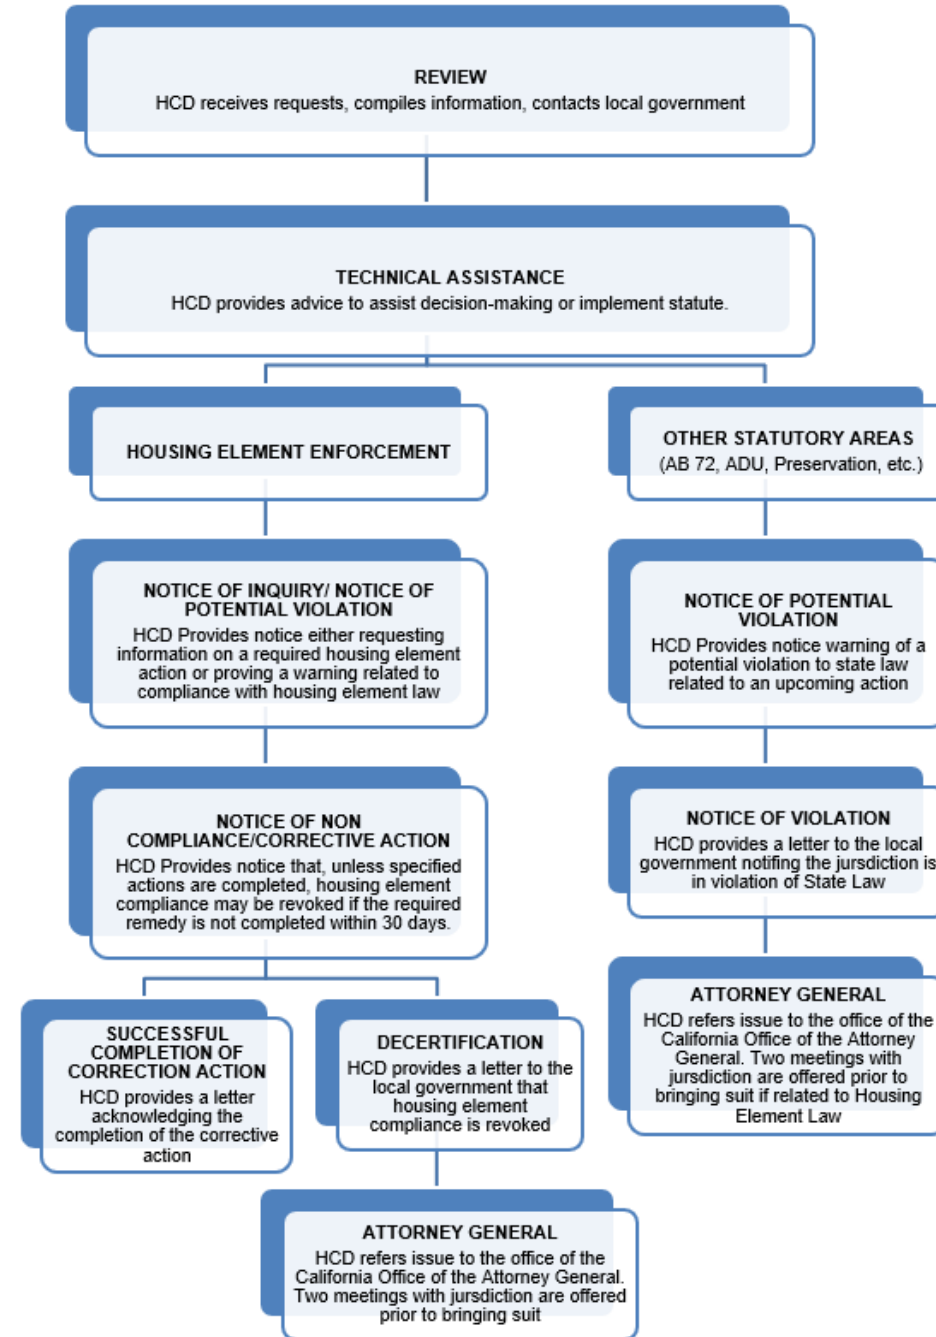 REVIEW
HCD receives requests, compiles information, contacts local government
TECHNICAL ASSISTANCE
HCD provides advice to assist decision-making or implement statute.
HOUSING ELEMENT ENFORCEMENT
OTHER STATUTORY AREAS
(AB 72, ADU, Preservation, etc.)
NOTICE OF INQUIRY/ NOTICE OF
POTENTIAL VIOLATION
HCD Provides notice either requesting
information on a required housing element
action or proving a warning related to
compliance with housing element law
NOTICE OF POTENTIAL
VIOLATION
HCD Provides notice warning of a
potential violation to state law
related to an upcoming action
NOTICE OF NON
COMPLIANCE/CORRECTIVE ACTION
HCD Provides notice that, unless specified
actions are completed, housing element
compliance may be revoked if the required
remedy is not completed within 30 days.
NOTICE OF VIOLATION
HCD provides a letter to the local
government notifing the jurisdiction is
in violation of State Law
SUCCESSFUL
COMPLETION OF
CORRECTION ACTION
HCD provides a letter
acknowledging the
completion of the corrective
action
DECERTIFICATION
HCD provides a letter to the
local government that
housing element
compliance is revoked
ATTORNEY GENERAL
HCD refers issue to the office of the
California Office of the Attorney
General. Two meetings with
jursdiction are offered prior to
bringing suit if related to Housing
Element Law
ATTORNEY GENERAL
HCD refers issue to the office of the
California Office of the Attorney General.
Two meetings with jursdiction are offered
prior to bringing suit